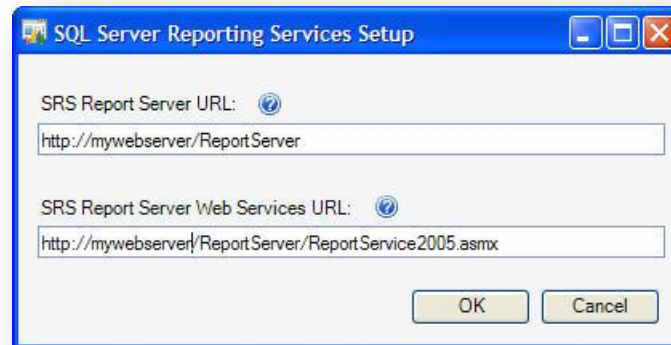 SQL Server Reporting Services Setup
SRS Report Server URL:
http://mywebserver/ReportServer
SRS Report Server Web Services URL:
http://mywebserver/ReportServer/ReportService2005.asmx
OK Cancel